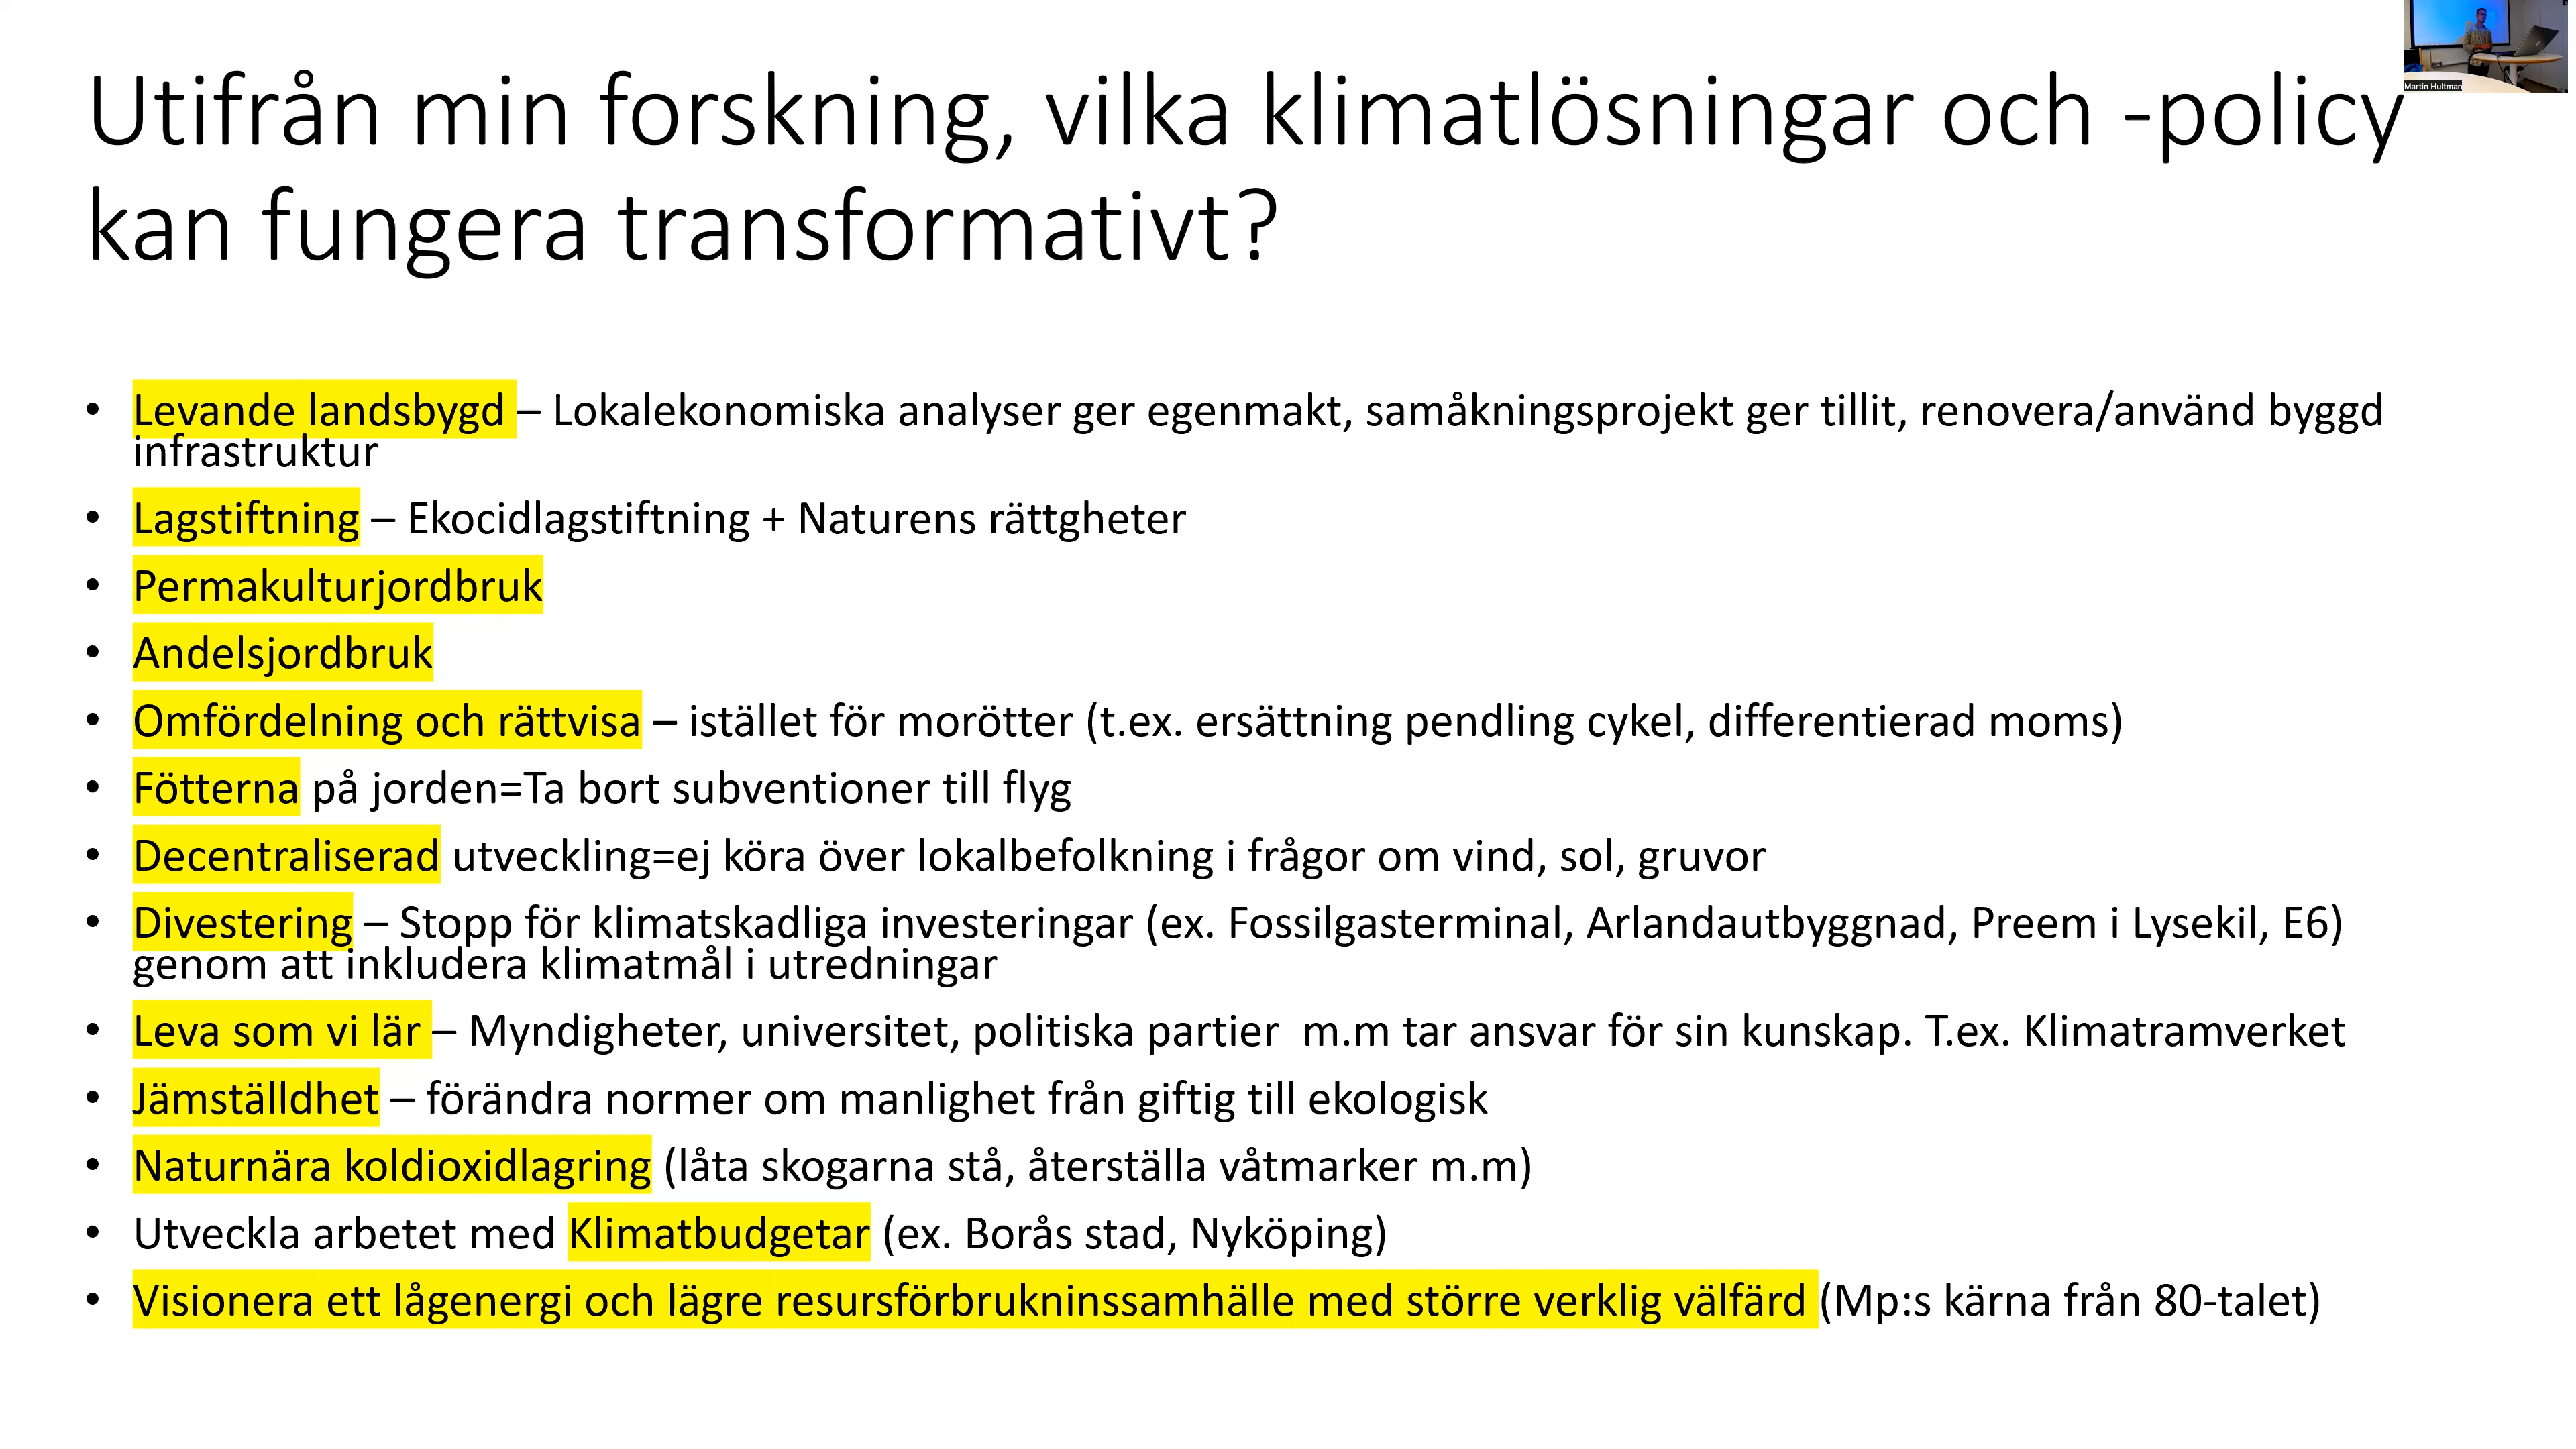 Utifrån min forskning, vilka klimatlösningar och -policy
kan fungera transformativt?
Martin Hultman
• Levande landsbygd – Lokalekonomiska analyser ger egenmakt, samåkningsprojekt ger tillit, renovera/använd byggd
infrastruktur
• Lagstiftning – Ekocidlagstiftning + Naturens rättgheter
• Permakulturjordbruk
• Andelsjordbruk
• Omfördelning och rättvisa – istället för morötter (t.ex. ersättning pendling cykel, differentierad moms)
• Fötterna på jorden=Ta bort subventioner till flyg
• Decentraliserad utveckling=ej köra över lokalbefolkning i frågor om vind, sol, gruvor
• Divestering – Stopp för klimatskadliga investeringar (ex. Fossilgasterminal, Arlandautbyggnad, Preem i Lysekil, E6)
genom att inkludera klimatmål i utredningar
• Leva som vi lär – Myndigheter, universitet, politiska partier  m.m tar ansvar för sin kunskap. T.ex. Klimatramverket
• Jämställdhet – förändra normer om manlighet från giftig till ekologisk
• Naturnära koldioxidlagring (låta skogarna stå, återställa våtmarker m.m)
• Utveckla arbetet med Klimatbudgetar (ex. Borås stad, Nyköping)
• Visionera ett lågenergi och lägre resursförbrukninssamhälle med större verklig välfärd (Mp:s kärna från 80-talet)